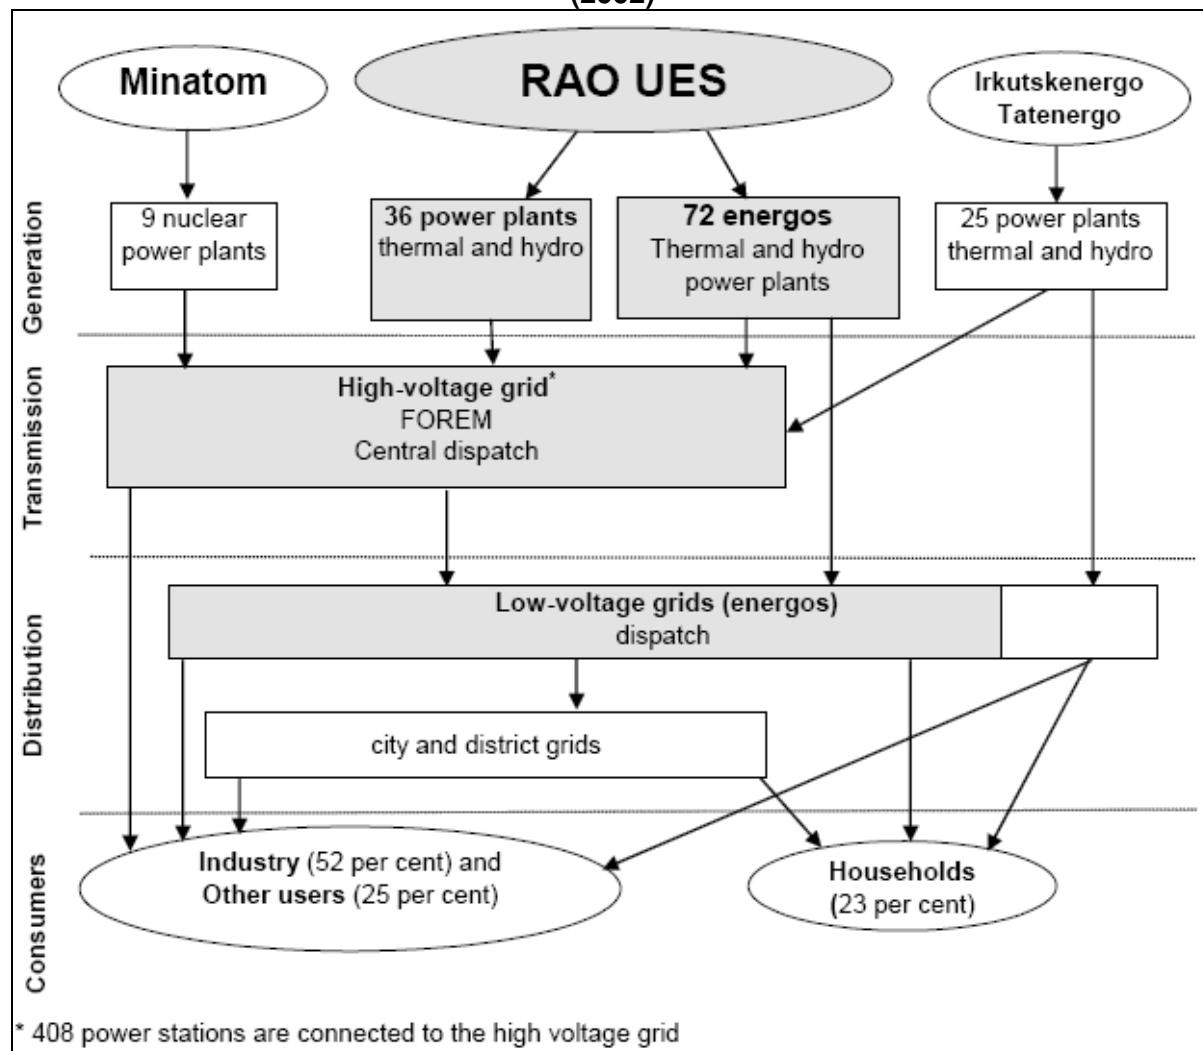 Minatom
RAO UES
Irkutskenergo
Tatenergo
Generation
9 nuclear
power plants
36 power plants
thermal and hydro
72 energos
Thermal and hydro
power plants
25 power plants
thermal and hydro
Transmission
High-voltage grid*
FOREM
Central dispatch
Distribution
Low-voltage grids (energos)
dispatch
city and district grids
Consumers
Industry (52 per cent) and
Other users (25 per cent)
Households
(23 per cent)
* 408 power stations are connected to the high voltage grid